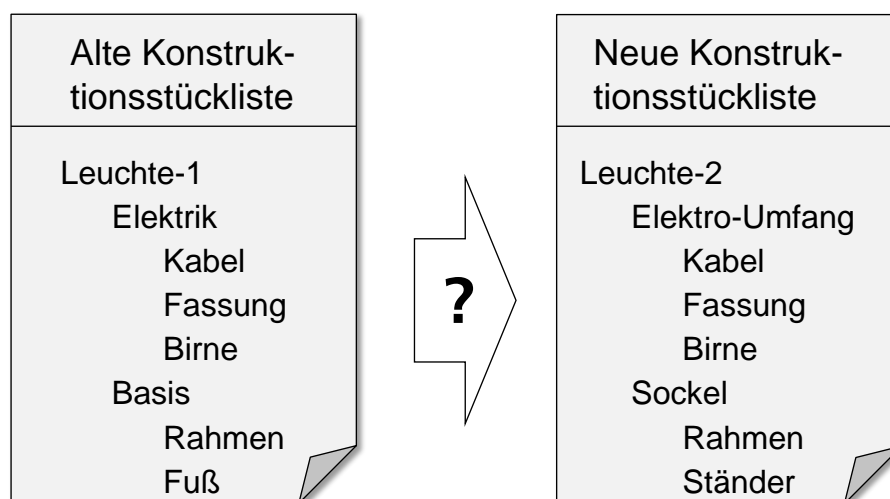 Alte Konstruk-
tionsstückliste
Leuchte-1
Elektrik
Kabel
Fassung
Birne
Basis
Rahmen
Fuß
?
Neue Konstruk-
tionsstückliste
Leuchte-2
Elektro-Umfang
Kabel
Fassung
Birne
Sockel
Rahmen
Ständer